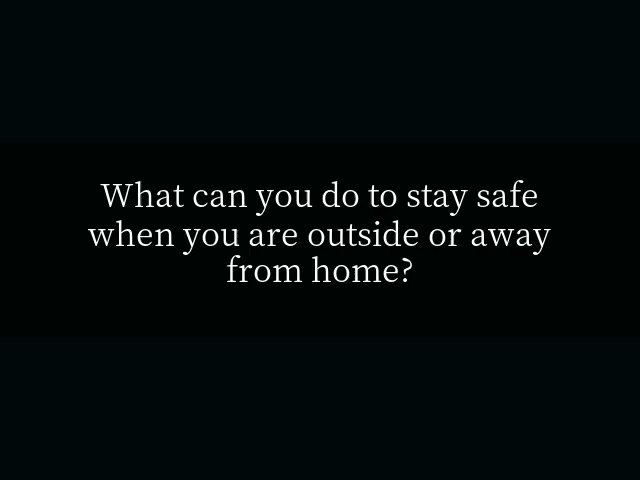 What can you do to stay safe
when you are outside or away
from home?